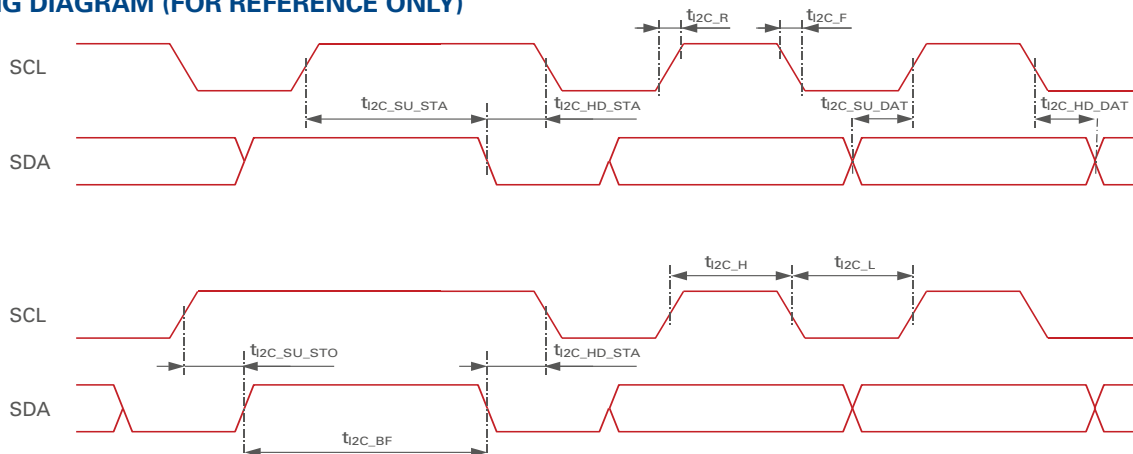 NG DIAGRAM (FOR REFERENCE ONLY)
tI2C_R
tI2C_F
SCL
tI2C_SU_STA
tI2C_HD_STA
tI2C_SU_DAT
tI2C_HD_DAT
SDA
tI2C_H
tI2C_L
SCL
tI2C_SU_STO
tI2C_HD_STA
SDA
tI2C_BF